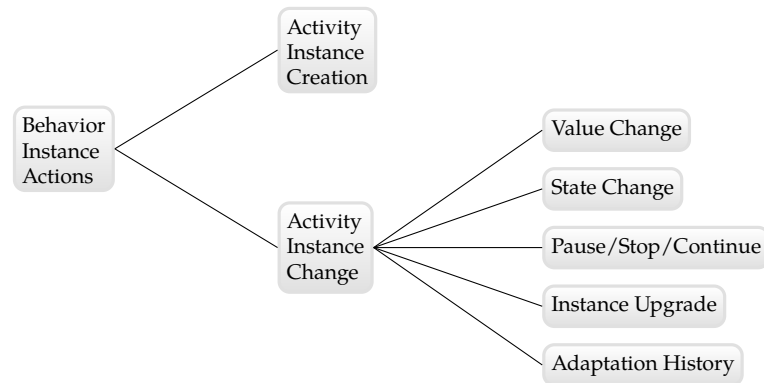 Activity
Instance
Creation
Behavior
Instance
Actions
Activity
Instance
Change
Value Change
State Change
Pause/Stop/Continue
Instance Upgrade
Adaptation History